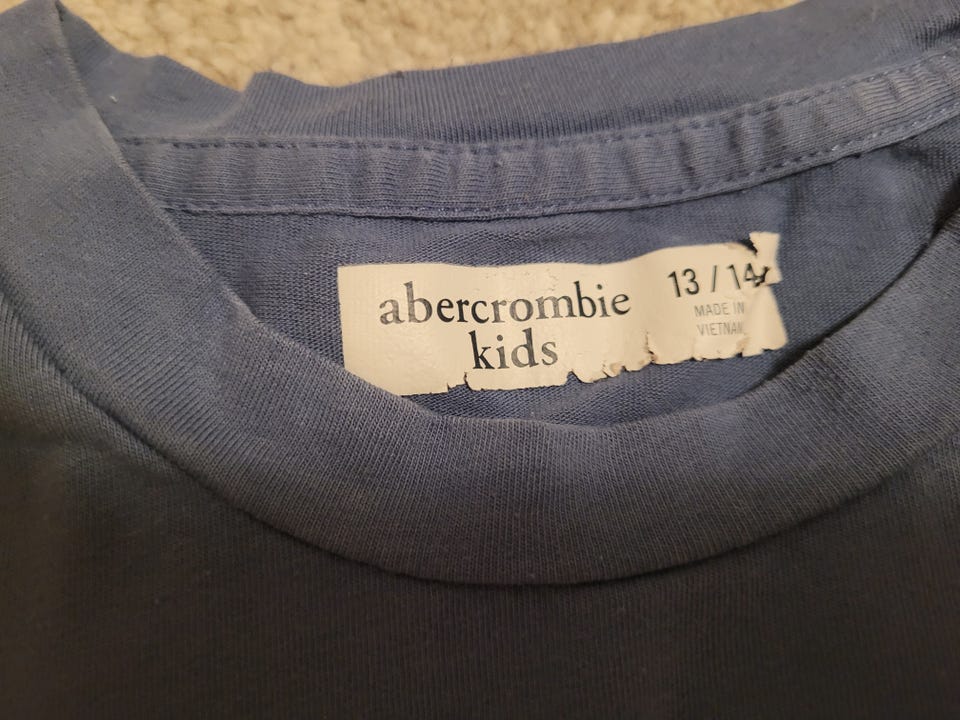 abercrombie
kids
13 / 14
MADE IN
VIETNAM